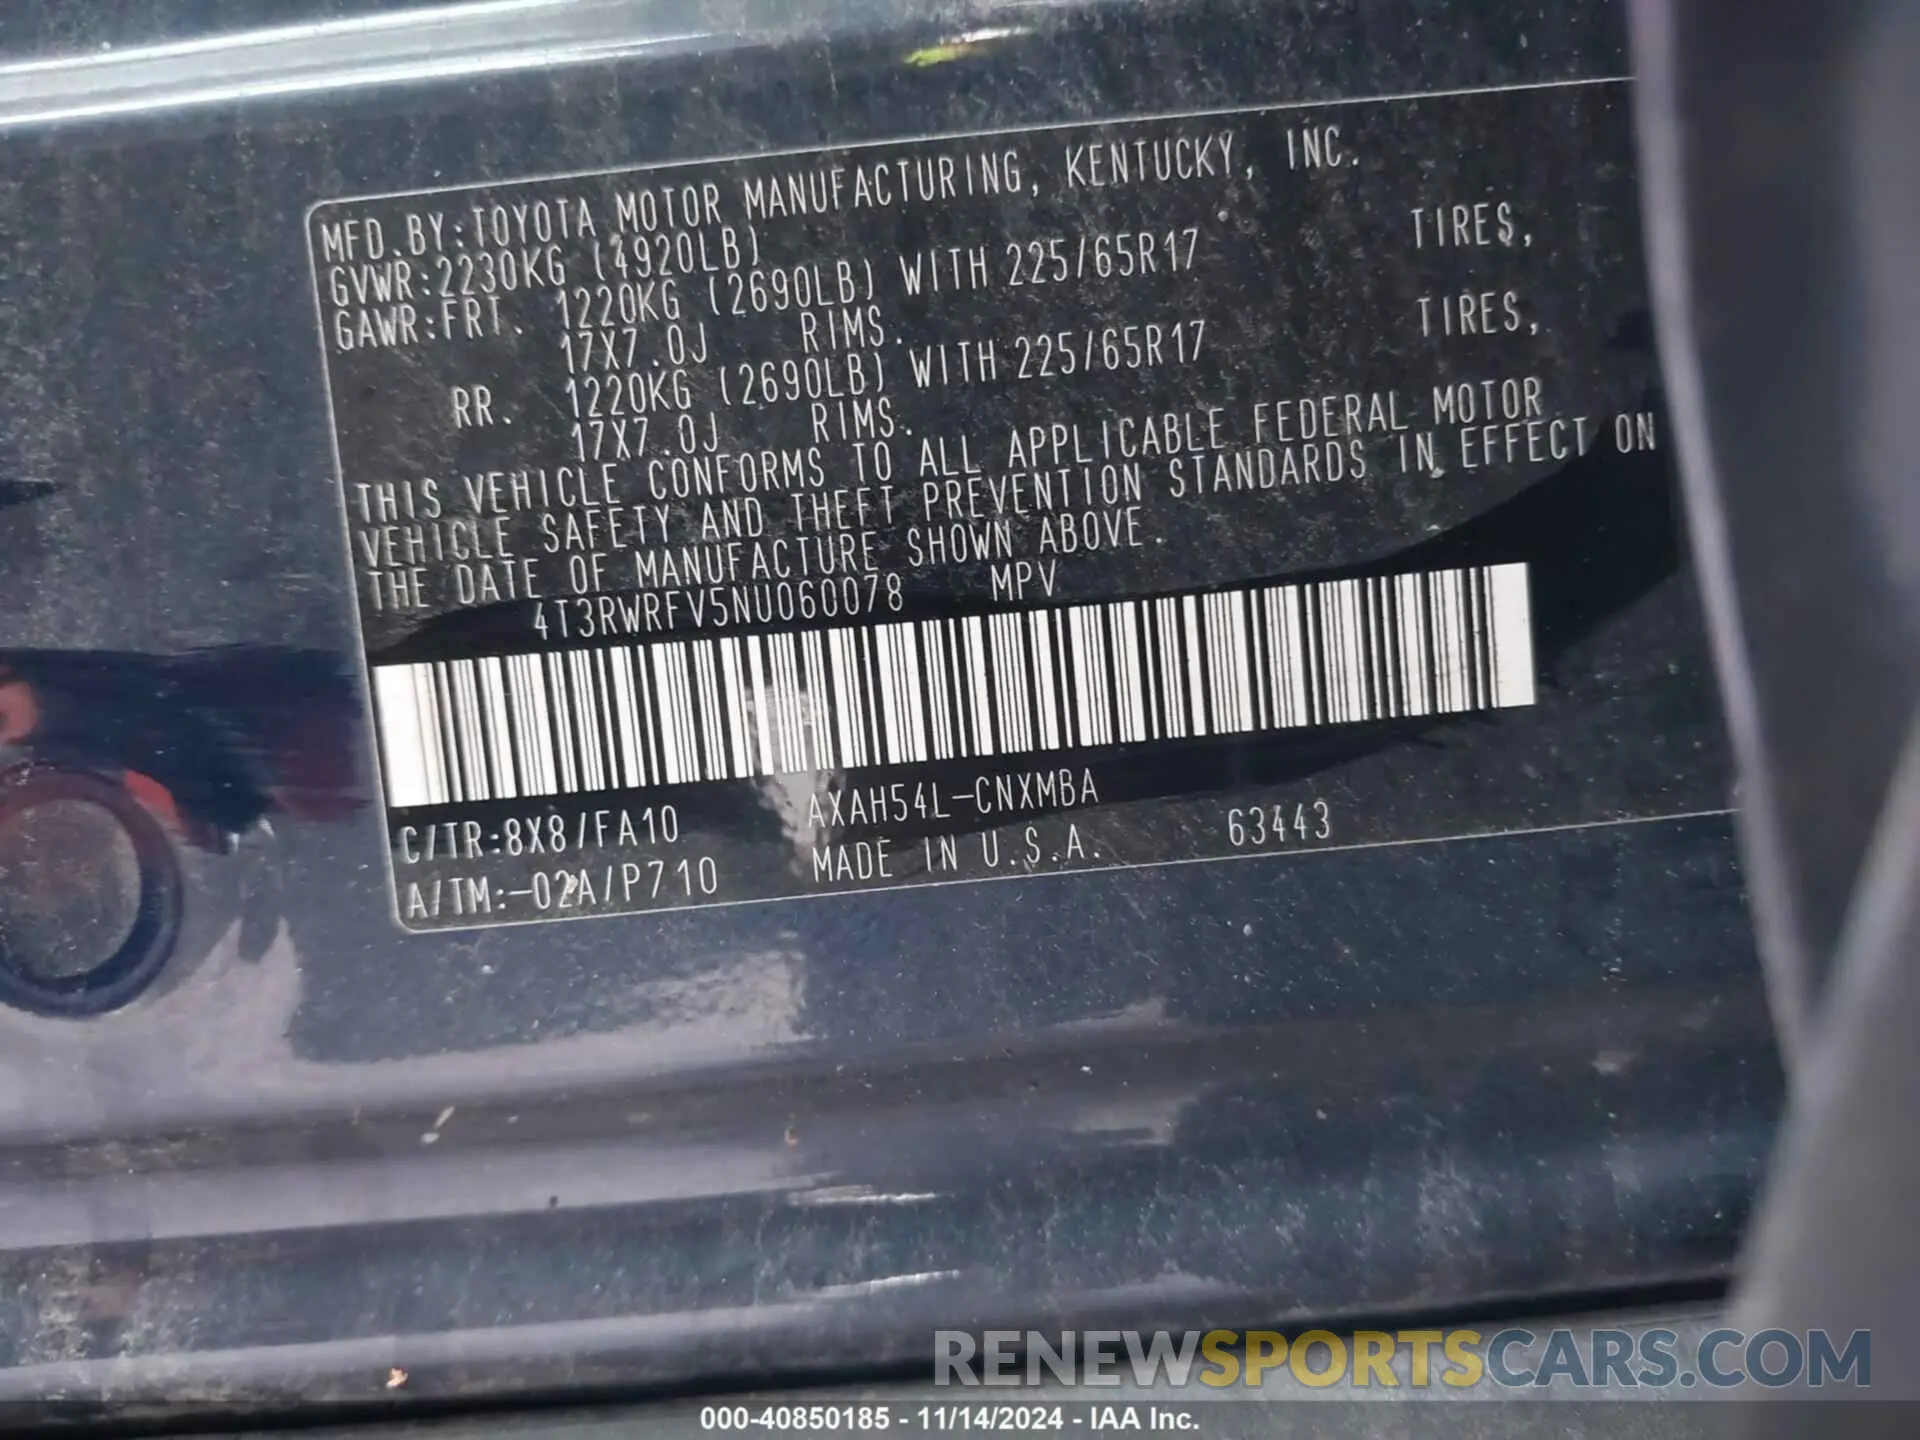 MFD.BY:TOYOTA MOTOR MANUFACTURING, KENTUCKY, INC.
GVWR:2230KG (4920LB)
GAWR:FRT. 1220KG (2690LB) WITH 225/65R17 TIRES,
17X7.0J RIMS.
RR. 1220KG (2690LB) WITH 225/65R17 TIRES,
17X7.0J RIMS.
THIS VEHICLE CONFORMS TO ALL APPLICABLE FEDERAL MOTOR
VEHICLE SAFETY AND THEFT PREVENTION STANDARDS IN EFFECT ON
THE DATE OF MANUFACTURE SHOWN ABOVE.
4T3RWRFV5NU060078 MPV
C/TR:8X8/FA10 AXAH54L-CNXMBA
A/TM:-02A/P710 MADE IN U.S.A. 63443
RENEWSPORTSCARS.COM
000-40850185 - 11/14/2024 - IAA Inc.